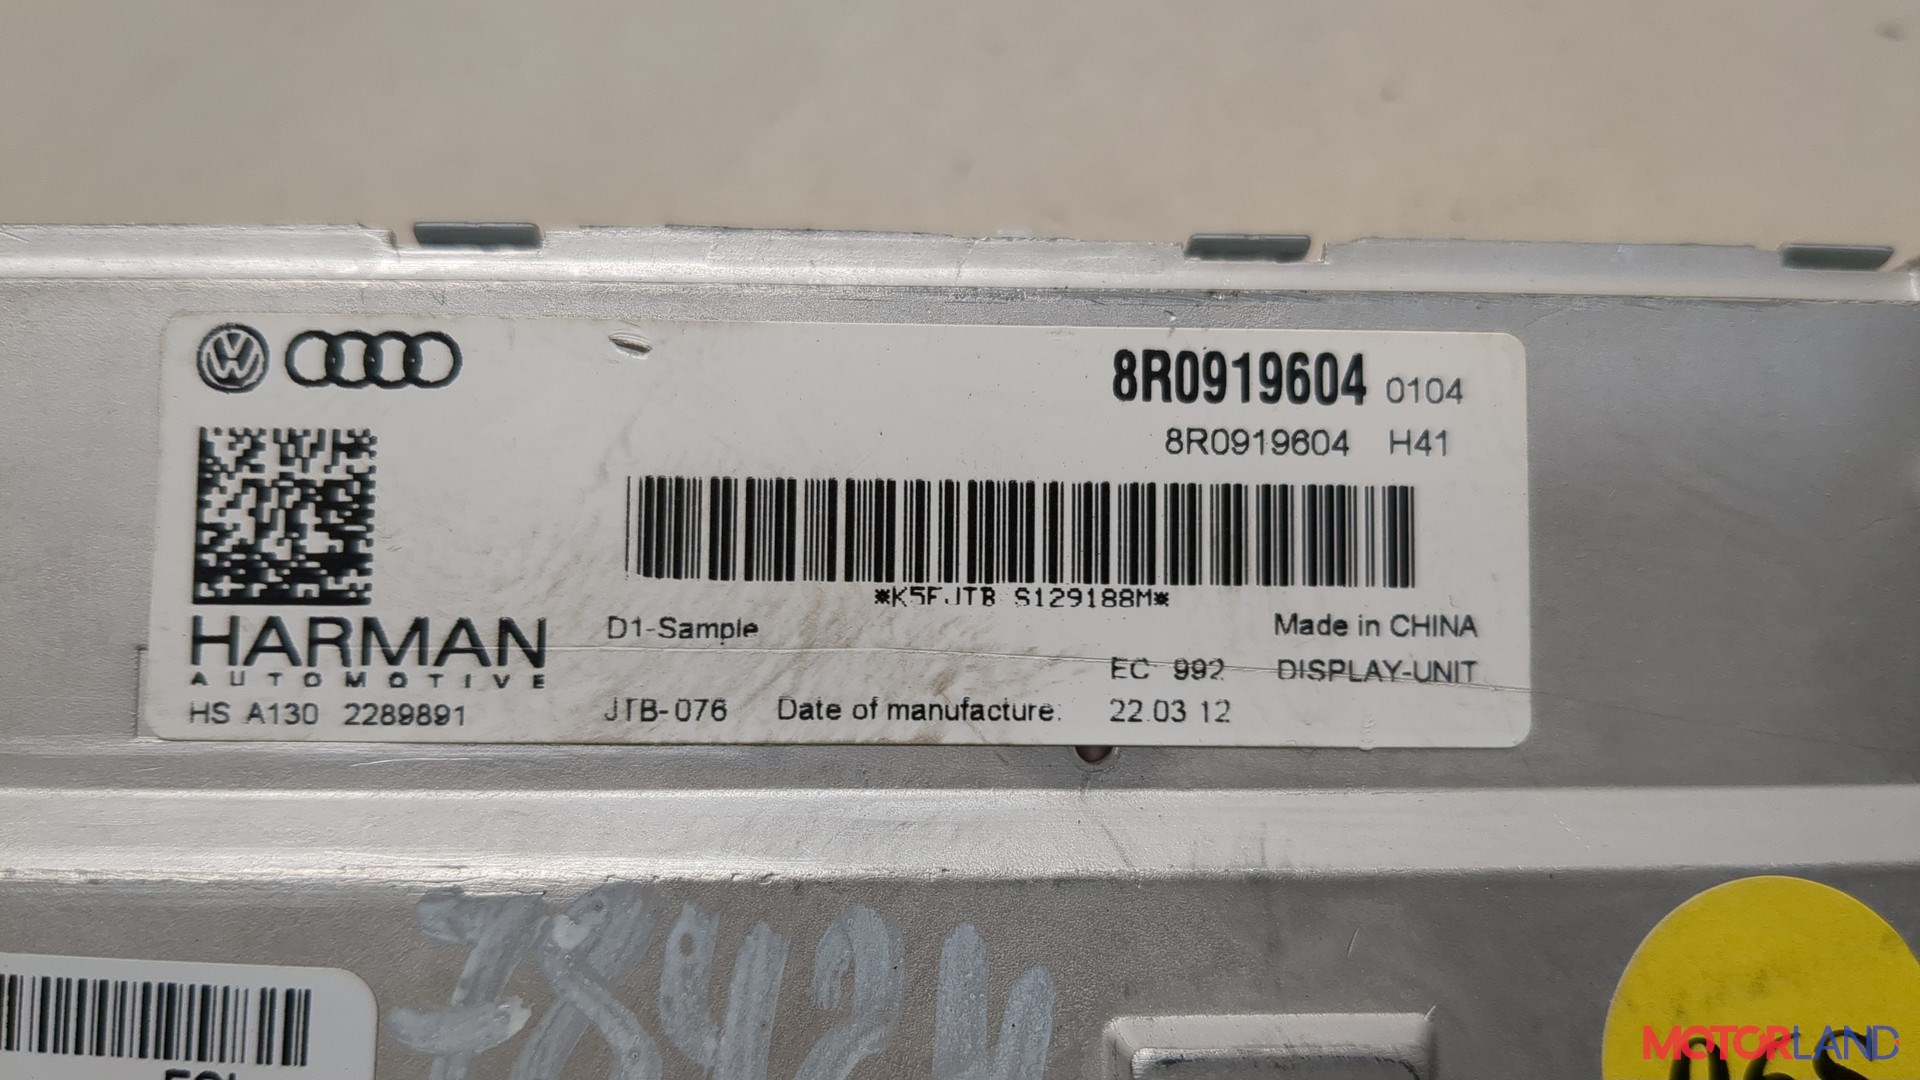 8R0919604 0104
8R0919604 H41
*K5FJTB S129188M*
HARMAN
AUTOMOTIVE
D1-Sample
Made in CHINA
EC 992 DISPLAY-UNIT
HS A130 2289891
JTB-076 Date of manufacture: 22.03 12
78424
MOTORLAND